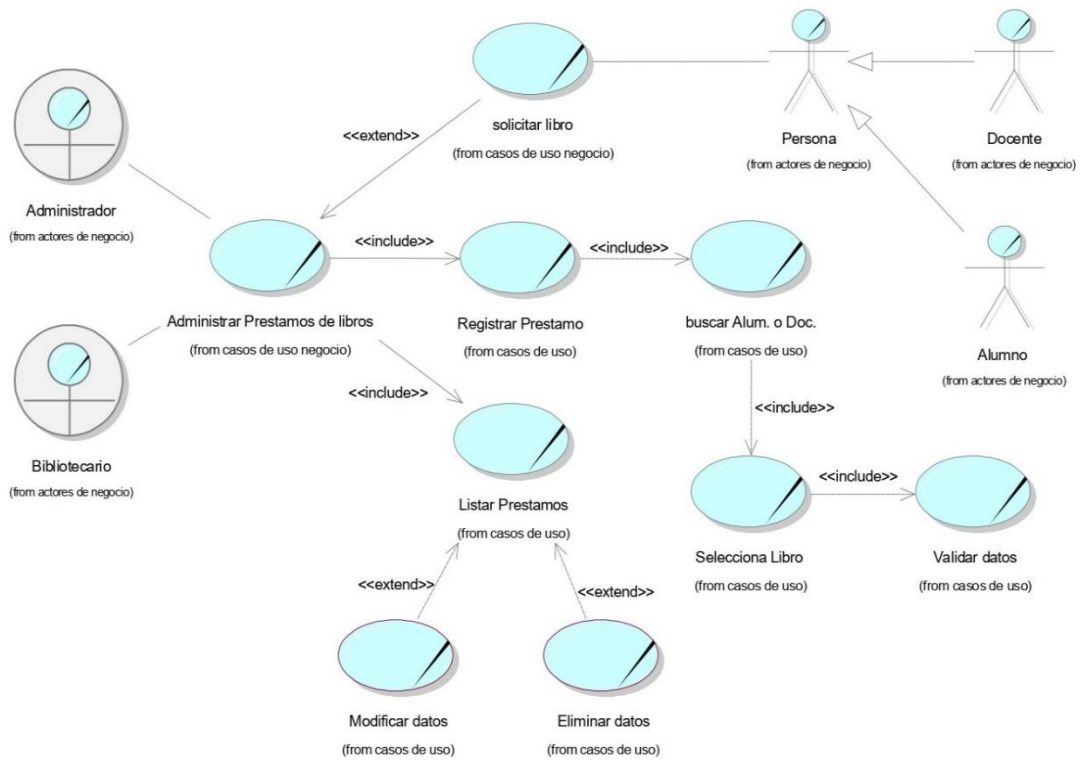 solicitar libro
(from casos de uso negocio)
Persona
(from actores de negocio)
Docente
(from actores de negocio)
<<extend>>
Administrador
(from actores de negocio)
<<include>>
<<include>>
Administrar Prestamos de libros
(from casos de uso negocio)
Registrar Prestamo
(from casos de uso)
buscar Alum. o Doc.
(from casos de uso)
Alumno
(from actores de negocio)
<<include>>
<<include>>
Bibliotecario
(from actores de negocio)
<<include>>
Listar Prestamos
(from casos de uso)
Selecciona Libro
(from casos de uso)
Validar datos
(from casos de uso)
<<extend>>
<<extend>>
Modificar datos
(from casos de uso)
Eliminar datos
(from casos de uso)